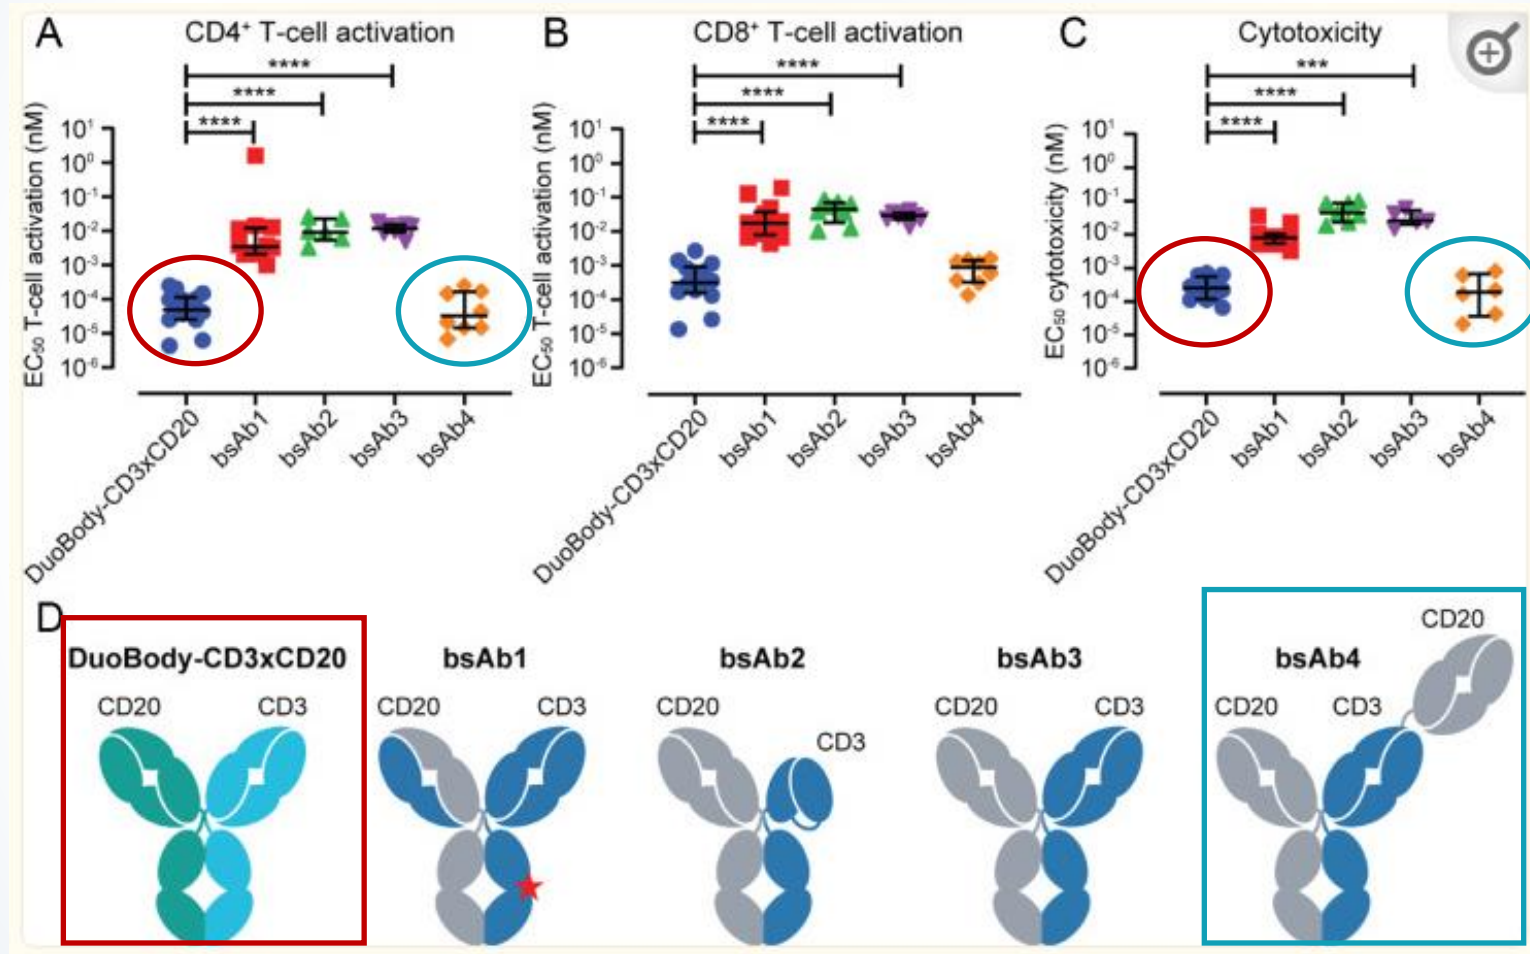 A
CD4⁺ T-cell activation
****
****
****
EC₅₀ T-cell activation (nM)
10¹
10⁰
10⁻¹
10⁻²
10⁻³
10⁻⁴
10⁻⁵
10⁻⁶
DuoBody-CD3xCD20
bsAb1
bsAb2
bsAb3
bsAb4
B
CD8⁺ T-cell activation
****
****
****
EC₅₀ T-cell activation (nM)
10¹
10⁰
10⁻¹
10⁻²
10⁻³
10⁻⁴
10⁻⁵
10⁻⁶
DuoBody-CD3xCD20
bsAb1
bsAb2
bsAb3
bsAb4
C
Cytotoxicity
***
****
****
EC₅₀ cytotoxicity (nM)
10¹
10⁰
10⁻¹
10⁻²
10⁻³
10⁻⁴
10⁻⁵
10⁻⁶
DuoBody-CD3xCD20
bsAb1
bsAb2
bsAb3
bsAb4
D
DuoBody-CD3xCD20
CD20 CD3
bsAb1
CD20 CD3
bsAb2
CD20
CD3
bsAb3
CD20 CD3
CD20
bsAb4
CD20 CD3